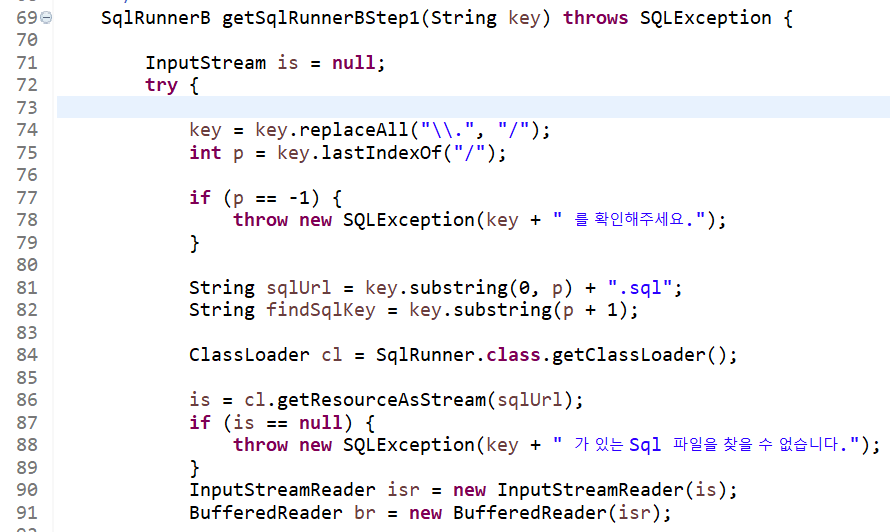 69 SqlRunnerB getSqlRunnerBStep1(String key) throws SQLException {
70
71 InputStream is = null;
72 try {
73
74 key = key.replaceAll("\\.", "/");
75 int p = key.lastIndexOf("/");
76
77 if (p == -1) {
78 throw new SQLException(key + " 를 확인해주세요.");
79 }
80
81 String sqlUrl = key.substring(0, p) + ".sql";
82 String findSqlKey = key.substring(p + 1);
83
84 ClassLoader cl = SqlRunner.class.getClassLoader();
85
86 is = cl.getResourceAsStream(sqlUrl);
87 if (is == null) {
88 throw new SQLException(key + " 가 있는 Sql 파일을 찾을 수 없습니다.");
89 }
90 InputStreamReader isr = new InputStreamReader(is);
91 BufferedReader br = new BufferedReader(isr);